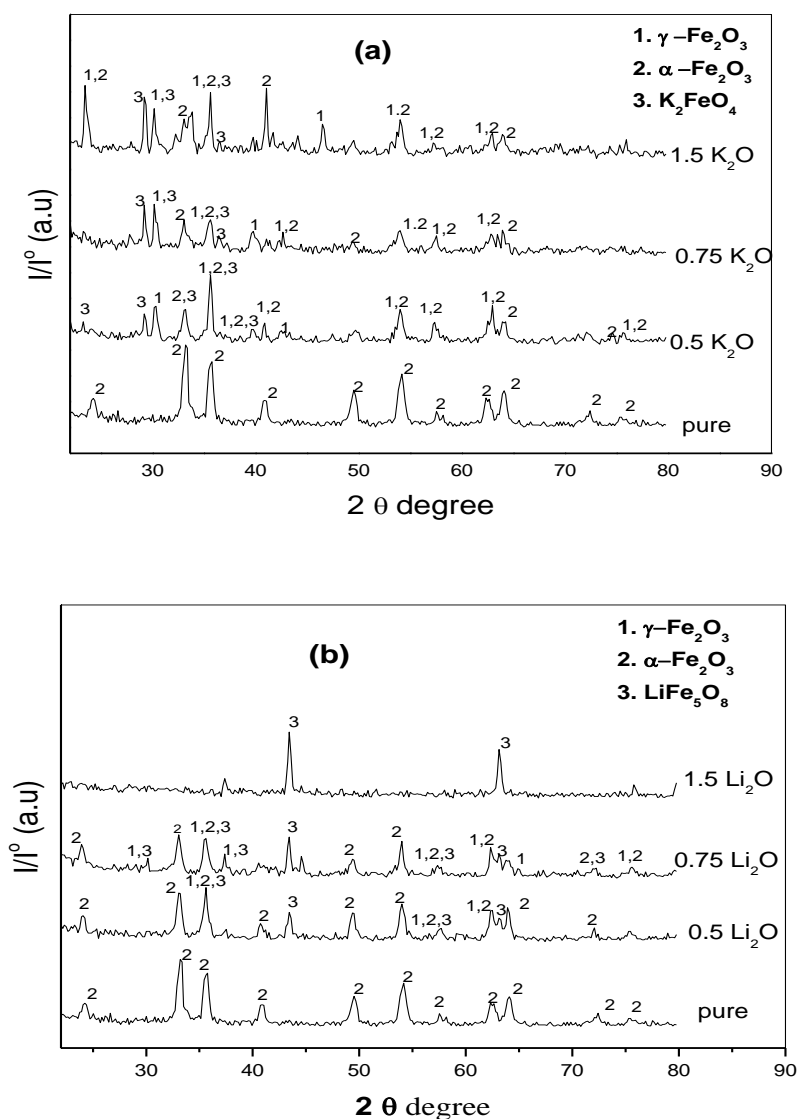 (a)
1. γ –Fe₂O₃
2. α –Fe₂O₃
3. K₂FeO₄
1,2 3 1,3 2 1,2,3 3 2 1 1.2 1,2 1,2 2
1.5 K₂O
3 1,3 2 1,2,3 3 1 1,2 2 1.2 1,2 1,2 2
0.75 K₂O
3 3 1 2,3 1,2,3 1,2,3 1,2 1 1,2 1,2 1,2 2 2 1,2
0.5 K₂O
2 2 2 2 2 2 2 2 2 2 2
pure
I/I° (a.u)
30 40 50 60 70 80 90
2 θ degree
(b)
1. γ–Fe₂O₃
2. α–Fe₂O₃
3. LiFe₅O₈
3 3
1.5 Li₂O
2 1,3 2 1,2,3 1,3 3 2 2 1,2,3 1,2 3 1 2,3 1,2
0.75 Li₂O
2 2 1,2,3 2 3 2 2 1,2,3 1,2 3 2 2
0.5 Li₂O
2 2 2 2 2 2 2 2 2 2 2
pure
I/I° (a.u)
30 40 50 60 70 80 90
2 θ degree